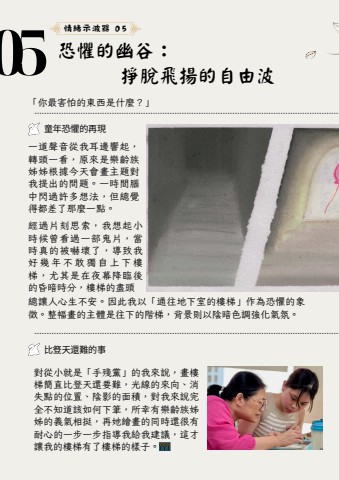 情緒示波器 05
05
恐懼的幽谷：
掙脫飛揚的自由波
「你最害怕的東西是什麼？」
童年恐懼的再現
一道聲音從我耳邊響起，
轉頭一看，原來是樂齡族
姊姊根據今天會畫主題對
我提出的問題。一時間腦
中閃過許多想法，但總覺
得都差了那麼一點。
經過片刻思索，我想起小
時候曾看過一部鬼片，當
時真的被嚇壞了，導致我
好幾年不敢獨自上下樓
梯，尤其是在夜幕降臨後
的昏暗時分，樓梯的盡頭
總讓人心生不安。因此我以「通往地下室的樓梯」作為恐懼的象
徵。整幅畫的主體是往下的階梯，背景則以陰暗色調強化氣氛。
比登天還難的事
對從小就是「手殘黨」的我來說，畫樓
梯簡直比登天還要難，光線的來向、消
失點的位置、陰影的面積，對我來說完
全不知道該如何下筆，所幸有樂齡族姊
姊的義氣相挺，再她繪畫的同時還很有
耐心的一步一步指導我給我建議，這才
讓我的樓梯有了樓梯的樣子。